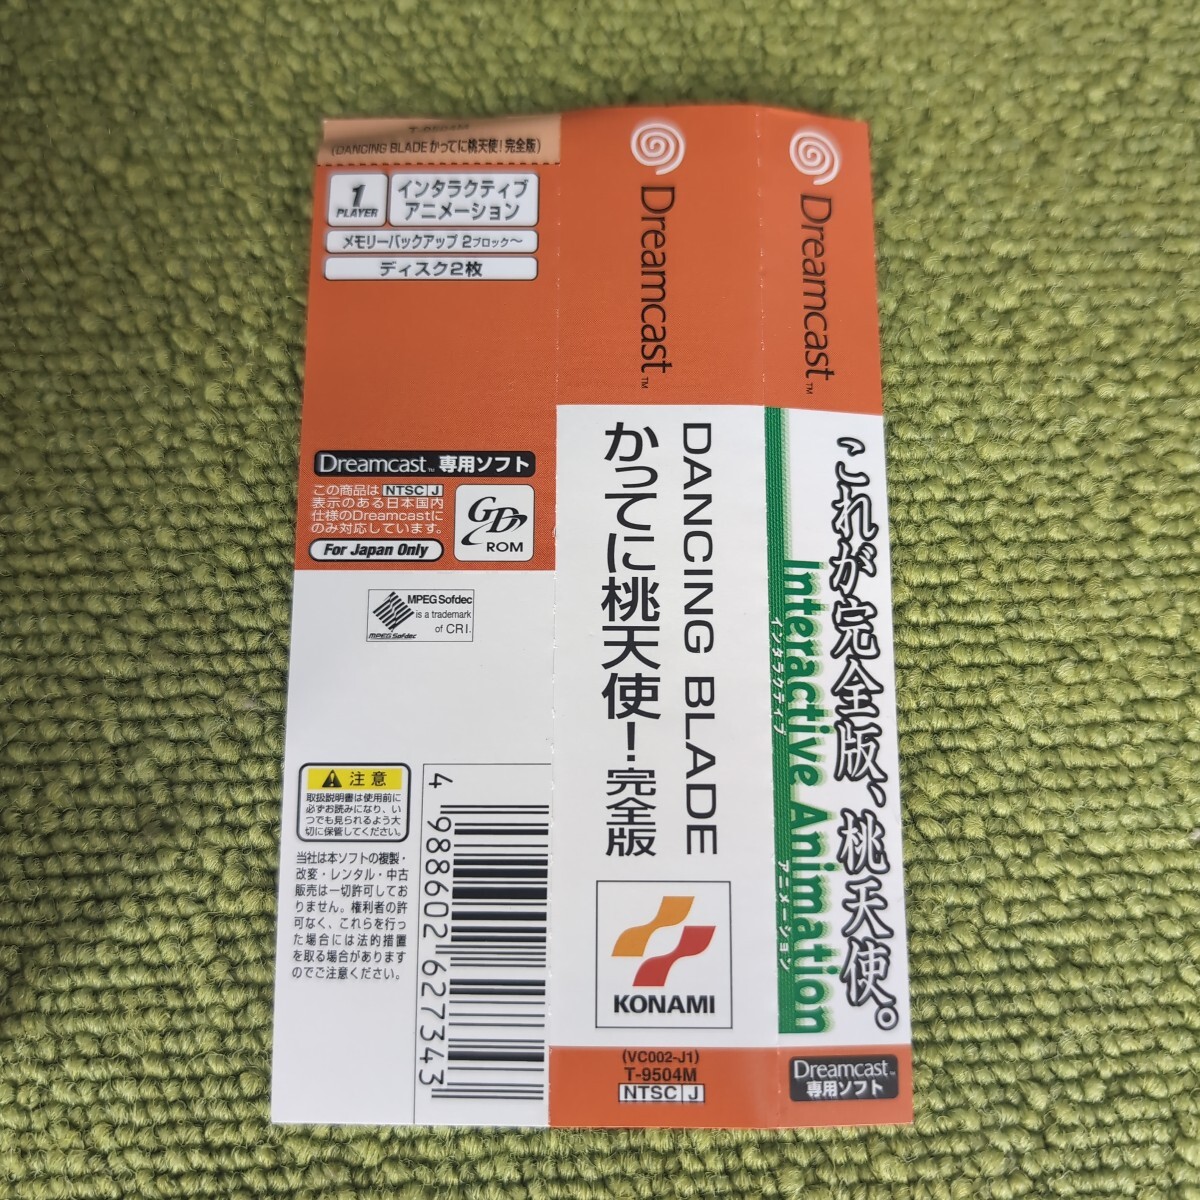 T-9504M
(DANCING BLADE かってに桃天使! 完全版)
1
PLAYER
インタラクティブ
アニメーション
メモリーバックアップ 2ブロック〜
ディスク2枚
Dreamcast™ 専用ソフト
この商品は NTSC J
表示のある日本国内
仕様のDreamcastに
のみ対応しています。
For Japan Only
GD
ROM
MPEG Sofdec
is a trademark
of CRI.
MPEG Sofdec
注意
取扱説明書は使用前に
必ずお読みになり、い
つでも見られるよう大
切に保管してください。
当社は本ソフトの複製・
改変・レンタル・中古
販売は一切許可してお
りません。権利者の許
可なく、これらを行っ
た場合には法的措置
を取る場合があります
のでご注意ください。
4 988602 627343
Dreamcast™
DANCING BLADE
かってに桃天使! 完全版
KONAMI
(VC002-J1)
T-9504M
NTSC J
Dreamcast™
これが完全版、桃天使。
Interactive Animation
インタラクティブ アニメーション
Dreamcast™
専用ソフト